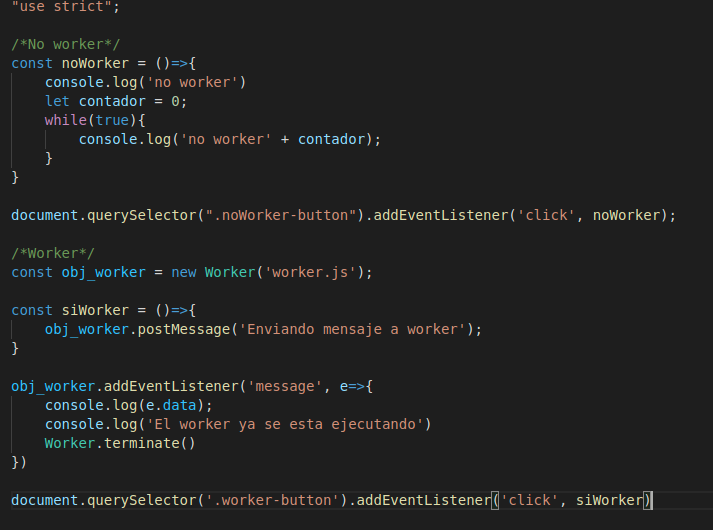 "use strict";
/*No worker*/
const noWorker = ()=>{
console.log('no worker')
let contador = 0;
while(true){
console.log('no worker' + contador);
}
}
document.querySelector(".noWorker-button").addEventListener('click', noWorker);
/*Worker*/
const obj_worker = new Worker('worker.js');
const siWorker = ()=>{
obj_worker.postMessage('Enviando mensaje a worker');
}
obj_worker.addEventListener('message', e=>{
console.log(e.data);
console.log('El worker ya se esta ejecutando')
Worker.terminate()
})
document.querySelector('.worker-button').addEventListener('click', siWorker)